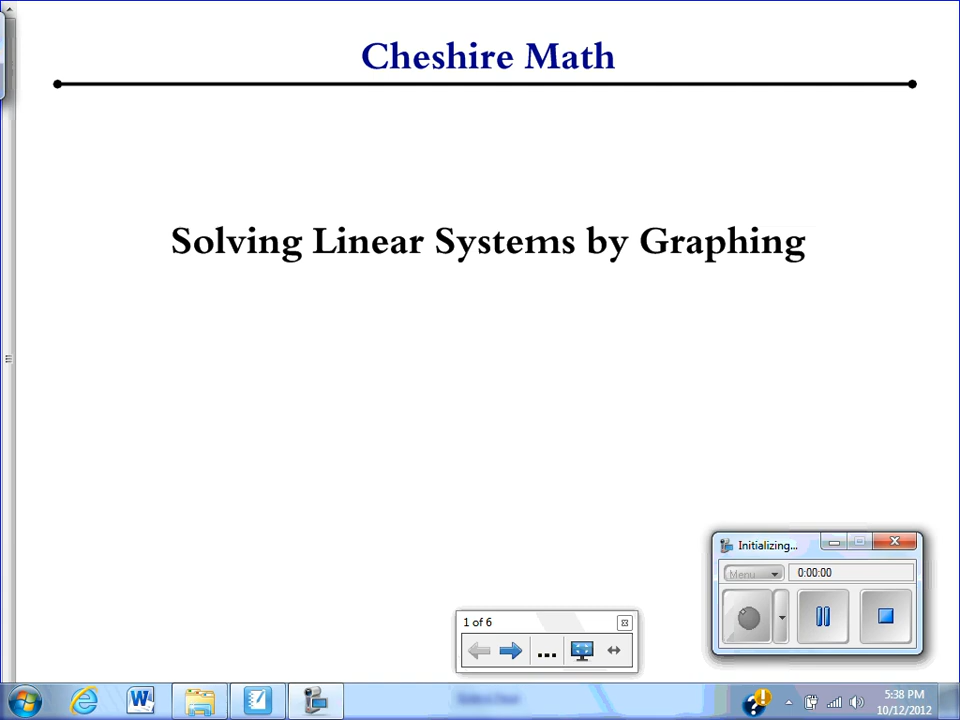 Cheshire Math
Solving Linear Systems by Graphing
Initializing...
Menu
0:00:00
1 of 6
...
5:38 PM
10/12/2012